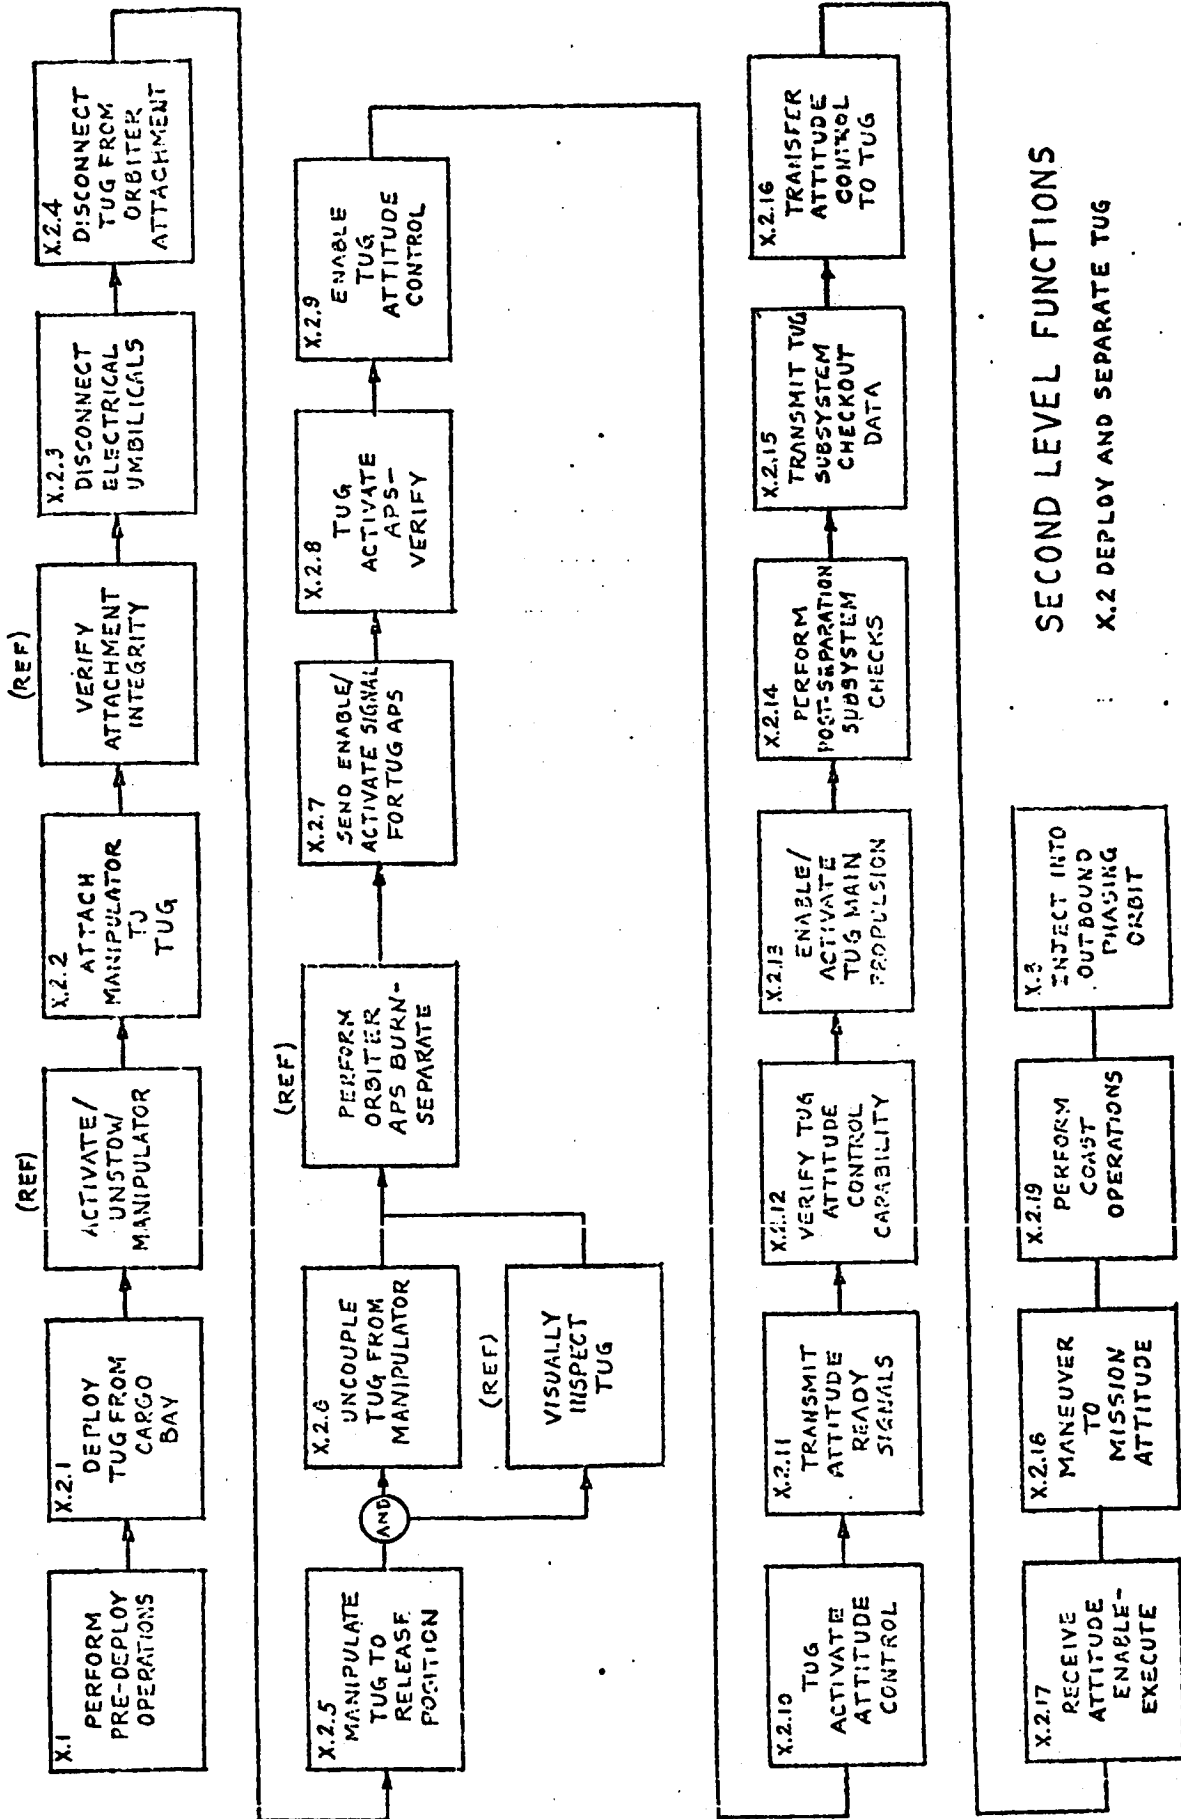 X.1
PERFORM
PRE-DEPLOY
OPERATIONS
X.2.1
DEPLOY
TUG FROM
CARGO
BAY
(REF)
ACTIVATE/
UNSTOW
MANIPULATOR
X.2.2
ATTACH
MANIPULATOR
TO
TUG
(REF)
VERIFY
ATTACHMENT
INTEGRITY
X.2.3
DISCONNECT
ELECTRICAL
UMBILICALS
X.2.4
DISCONNECT
TUG FROM
ORBITER
ATTACHMENT
X.2.5
MANIPULATE
TUG TO
RELEASE
POSITION
AND
X.2.6
UNCOUPLE
TUG FROM
MANIPULATOR
(REF)
VISUALLY
INSPECT
TUG
(REF)
PERFORM
ORBITER
APS BURN-
SEPARATE
X.2.7
SEND ENABLE/
ACTIVATE SIGNAL
FOR TUG APS
X.2.8
TUG
ACTIVATE
APS-
VERIFY
X.2.9
ENABLE
TUG
ATTITUDE
CONTROL
X.2.10
TUG
ACTIVATE
ATTITUDE
CONTROL
X.2.11
TRANSMIT
ATTITUDE
READY
SIGNALS
X.2.12
VERIFY TUG
ATTITUDE
CONTROL
CAPABILITY
X.2.13
ENABLE/
ACTIVATE
TUG MAIN
PROPULSION
X.2.14
PERFORM
POST-SEPARATION
SUBSYSTEM
CHECKS
X.2.15
TRANSMIT TUG
SUBSYSTEM
CHECKOUT
DATA
X.2.16
TRANSFER
ATTITUDE
CONTROL
TO TUG
X.2.17
RECEIVE
ATTITUDE
ENABLE-
EXECUTE
X.2.18
MANEUVER
TO
MISSION
ATTITUDE
X.2.19
PERFORM
COAST
OPERATIONS
X.3
INJECT INTO
OUTBOUND
PHASING
ORBIT
SECOND LEVEL FUNCTIONS
X.2 DEPLOY AND SEPARATE TUG